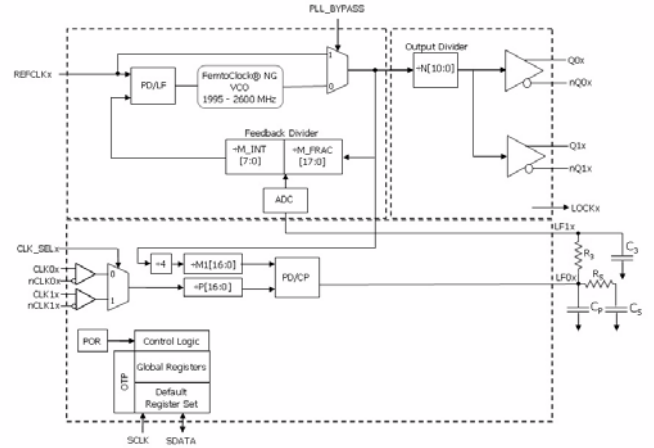 PLL_BYPASS
REFCLKx
PD/LF
FemtoClock® NG
VCO
1995 - 2600 MHz
1
0
Output Divider
÷N[10:0]
Q0x
nQ0x
Q1x
nQ1x
Feedback Divider
÷M_INT
[7:0]
÷M_FRAC
[17:0]
ADC
LOCKx
LF1x
CLK_SELx
CLK0x
nCLK0x
CLK1x
nCLK1x
0
1
÷4
÷M1[16:0]
÷P[16:0]
PD/CP
LF0x
R3
C3
RS
CP
CS
POR
Control Logic
OTP
Global Registers
Default
Register Set
SCLK
SDATA